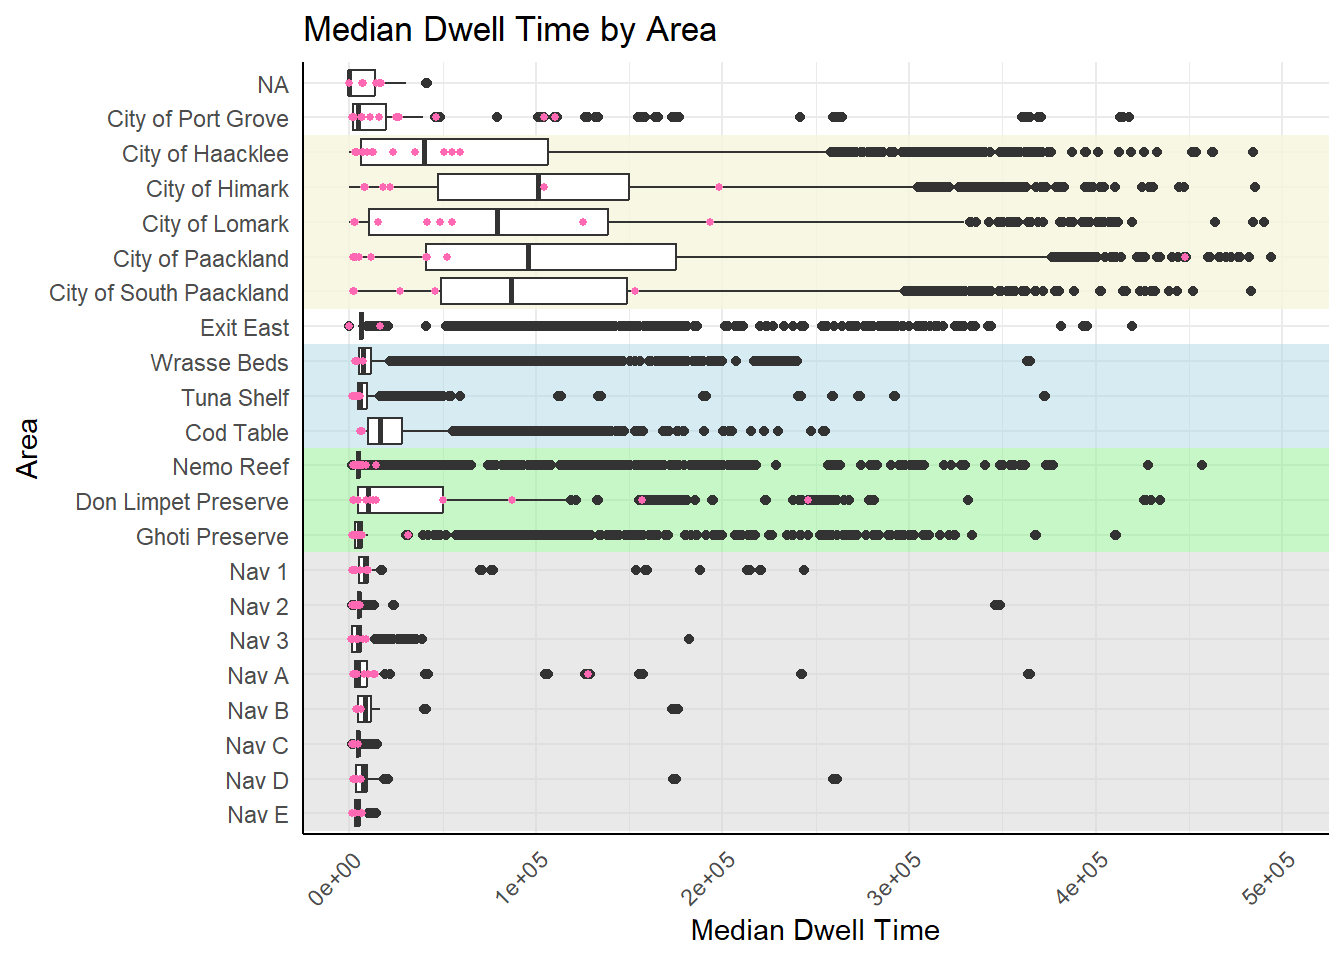 Median Dwell Time by Area
NA
City of Port Grove
City of Haacklee
City of Himark
City of Lomark
City of Paackland
City of South Paackland
Exit East
Wrasse Beds
Tuna Shelf
Cod Table
Nemo Reef
Don Limpet Preserve
Ghoti Preserve
Nav 1
Nav 2
Nav 3
Nav A
Nav B
Nav C
Nav D
Nav E
Area
0e+00
1e+05
2e+05
3e+05
4e+05
5e+05
Median Dwell Time